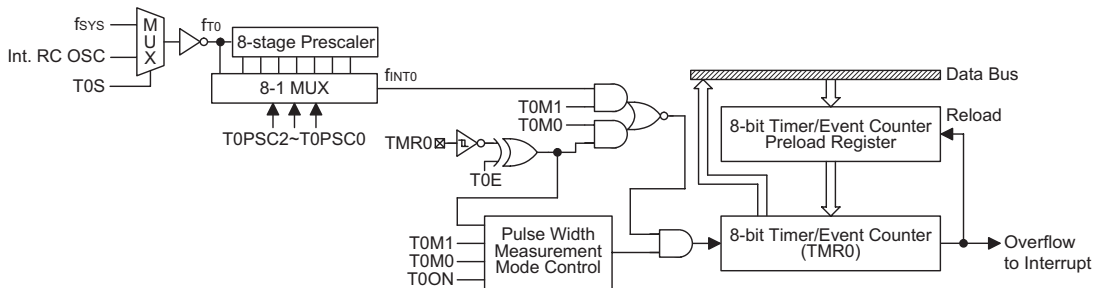 fSYS
Int. RC OSC
T0S
MUX
fT0
8-stage Prescaler
8-1 MUX
T0PSC2~T0PSC0
fINT0
T0M1
T0M0
TMR0
T0E
T0M1
T0M0
T0ON
Pulse Width
Measurement
Mode Control
Data Bus
8-bit Timer/Event Counter
Preload Register
Reload
8-bit Timer/Event Counter
(TMR0)
Overflow
to Interrupt